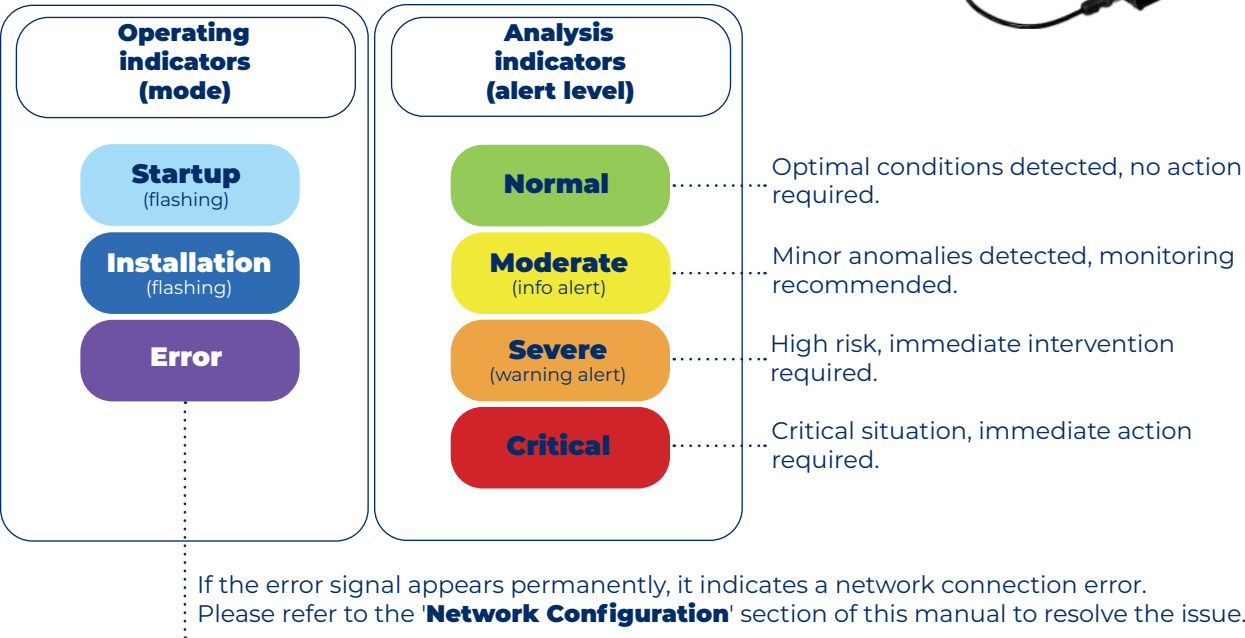 Operating
indicators
(mode)
Startup
(flashing)
Installation
(flashing)
Error
Analysis
indicators
(alert level)
Normal
Optimal conditions detected, no action
required.
Moderate
(info alert)
Minor anomalies detected, monitoring
recommended.
Severe
(warning alert)
High risk, immediate intervention
required.
Critical
Critical situation, immediate action
required.
If the error signal appears permanently, it indicates a network connection error.
Please refer to the 'Network Configuration' section of this manual to resolve the issue.